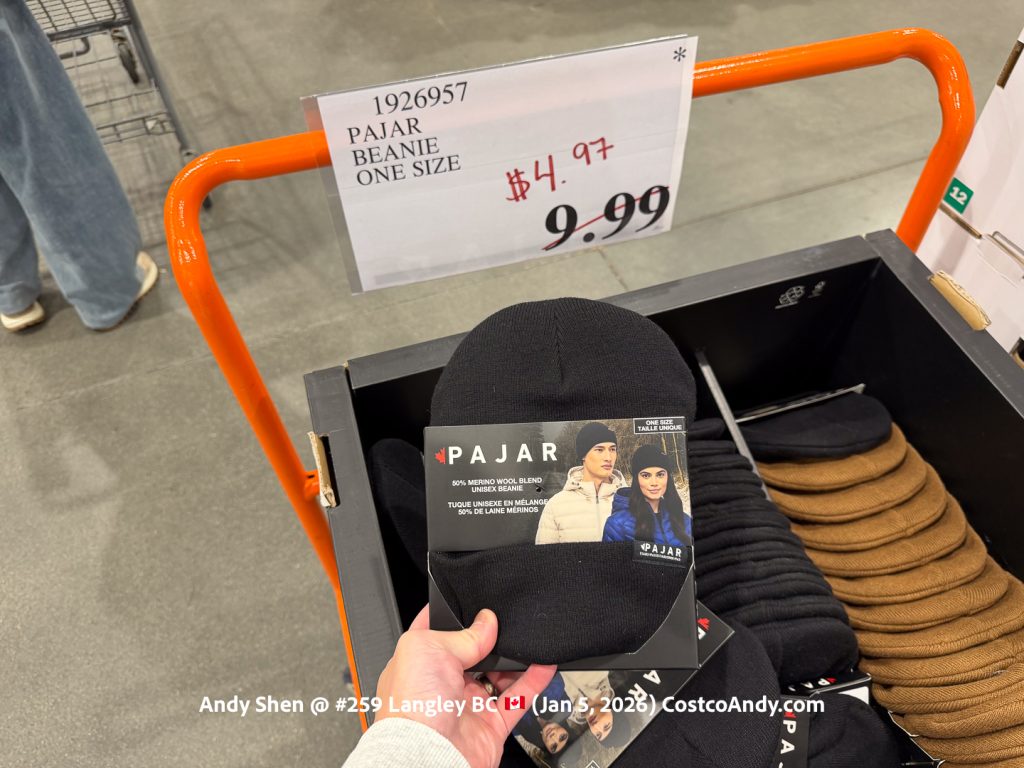 *
1926957
PAJAR
BEANIE
ONE SIZE
$4.97
9.99
12
ONE SIZE
TAILLE UNIQUE
PAJAR
50% MERINO WOOL BLEND
UNISEX BEANIE
TUQUE UNISEXE EN MÉLANGE
50% DE LAINE MÉRINOS
PAJAR
AJAR
PA
Andy Shen @ #259 Langley BC 🇨🇦 (Jan 5, 2026) CostcoAndy.com